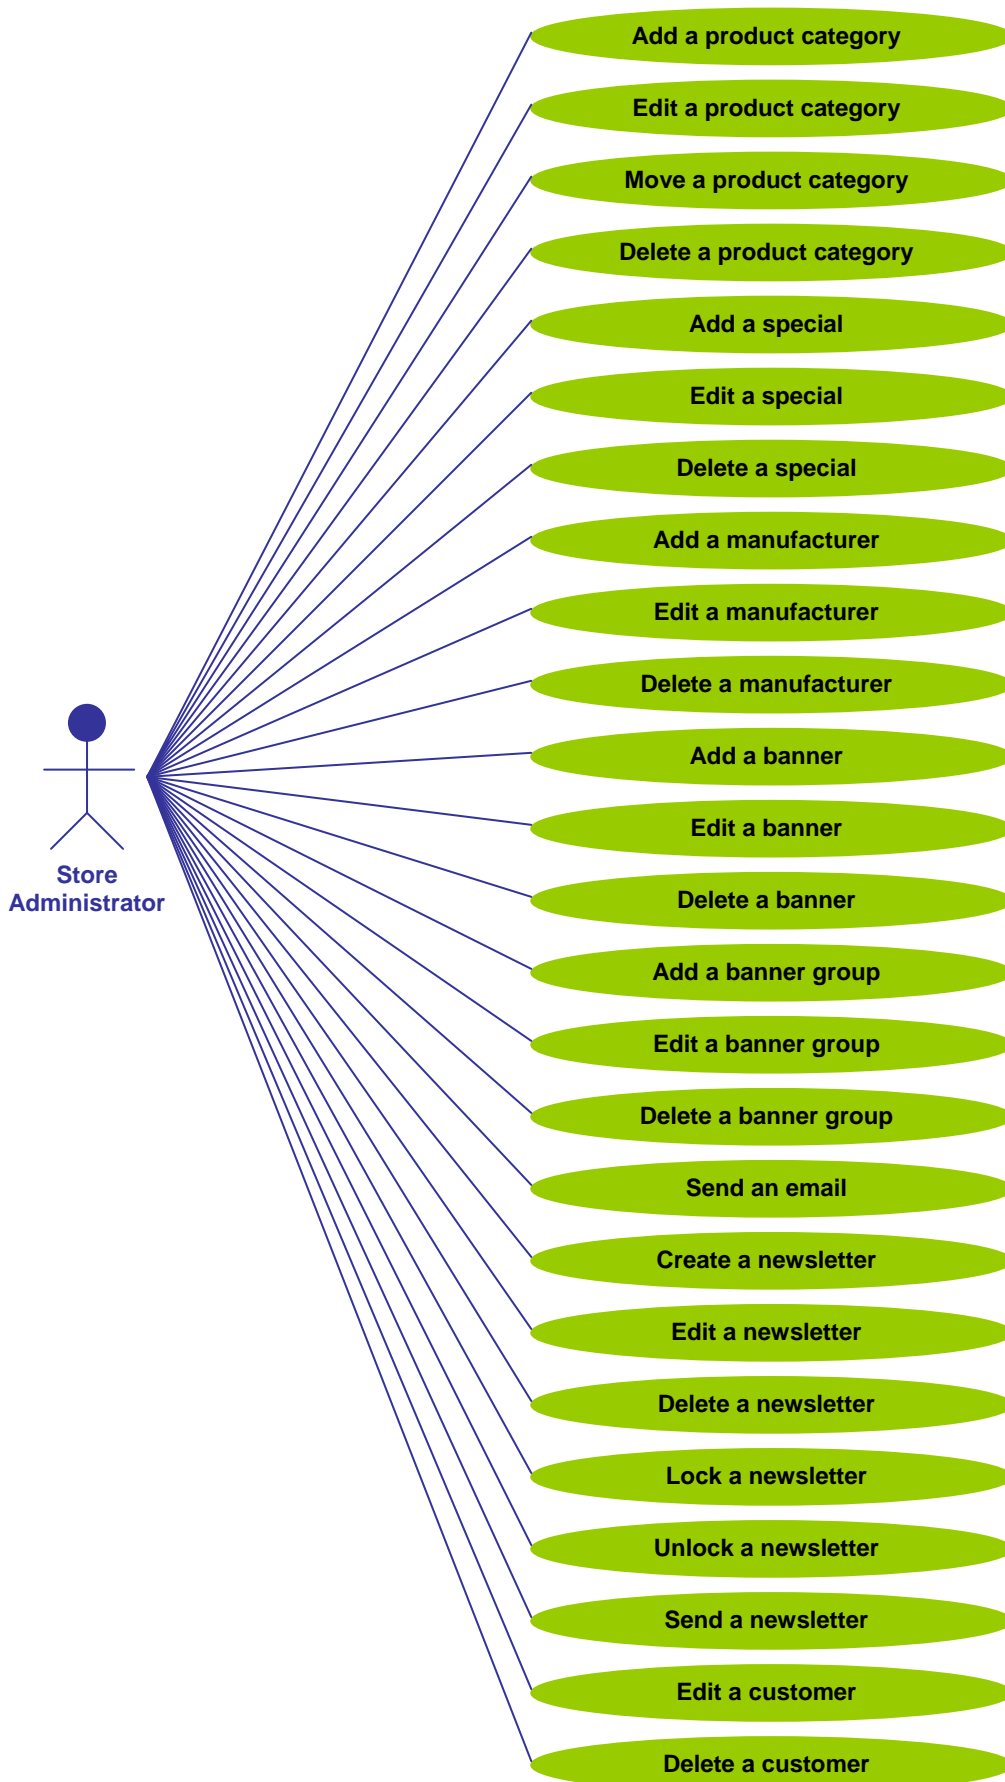 Add a product category
Edit a product category
Move a product category
Delete a product category
Add a special
Edit a special
Delete a special
Add a manufacturer
Edit a manufacturer
Delete a manufacturer
Add a banner
Edit a banner
Store
Administrator
Delete a banner
Add a banner group
Edit a banner group
Delete a banner group
Send an email
Create a newsletter
Edit a newsletter
Delete a newsletter
Lock a newsletter
Unlock a newsletter
Send a newsletter
Edit a customer
Delete a customer